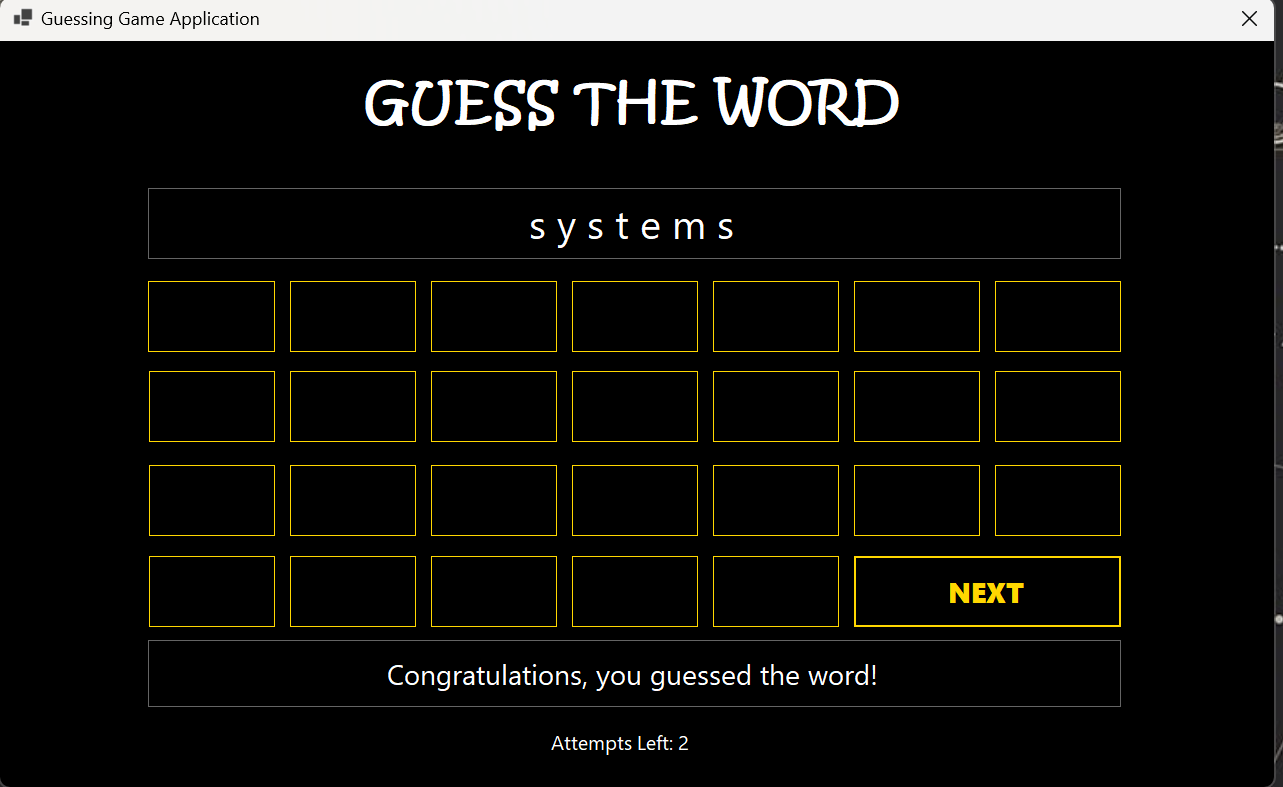 Guessing Game Application
GUESS THE WORD
s y s t e m s
NEXT
Congratulations, you guessed the word!
Attempts Left: 2